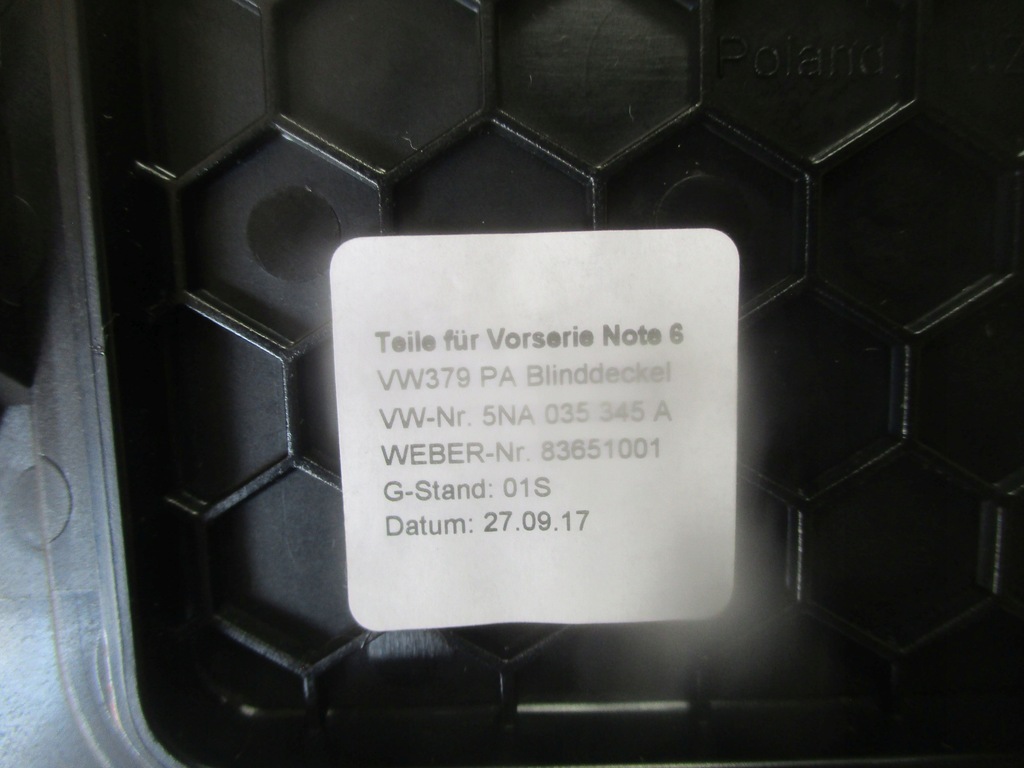 Poland
Teile für Vorserie Note 6
VW379 PA Blinddeckel
VW-Nr. 5NA 035 345 A
WEBER-Nr. 83651001
G-Stand: 01S
Datum: 27.09.17